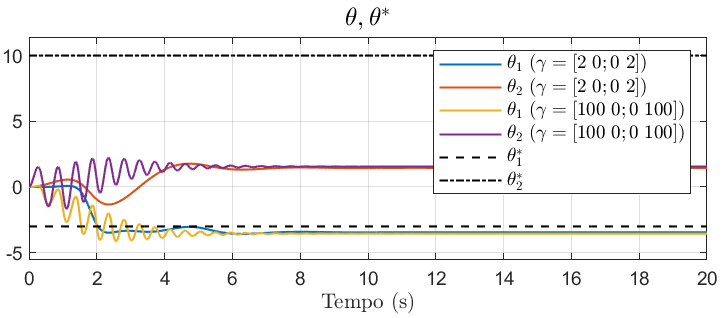 θ, θ*
10
5
0
-5
0 2 4 6 8 10 12 14 16 18 20
Tempo (s)
θ₁ (γ = [2 0; 0 2])
θ₂ (γ = [2 0; 0 2])
θ₁ (γ = [100 0; 0 100])
θ₂ (γ = [100 0; 0 100])
θ₁*
θ₂*